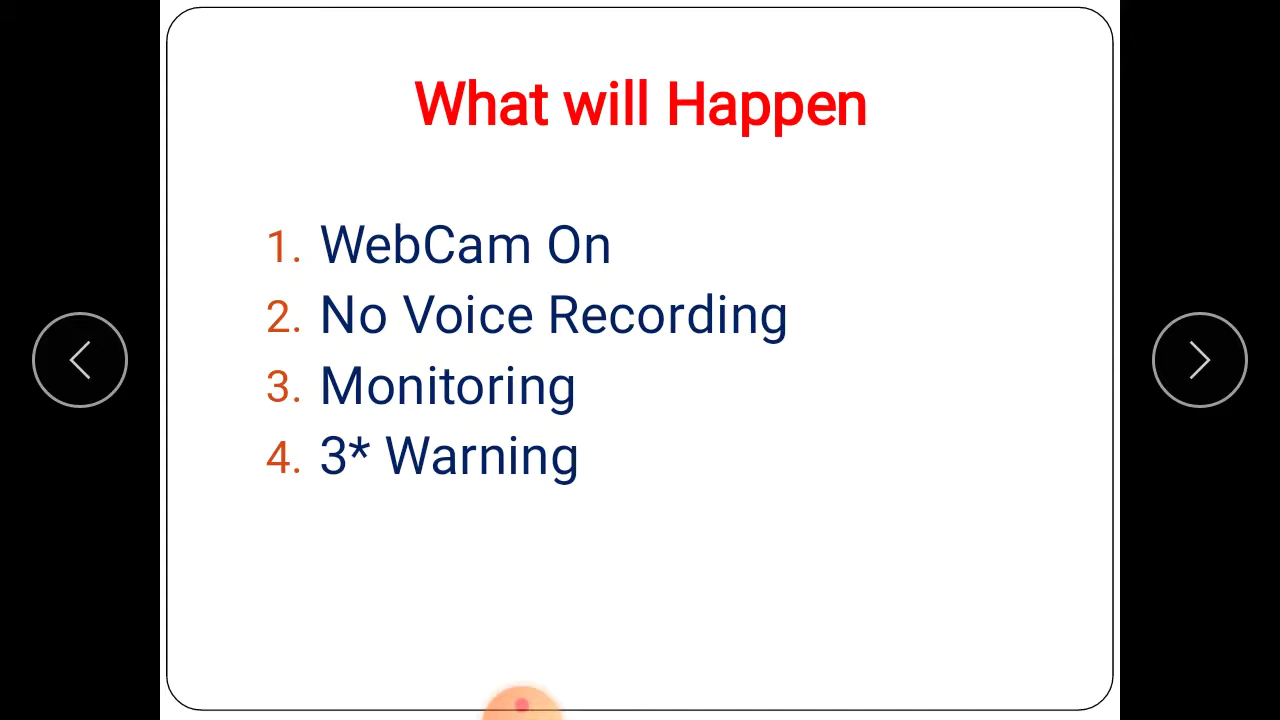 What will Happen
1. WebCam On
2. No Voice Recording
3. Monitoring
4. 3* Warning